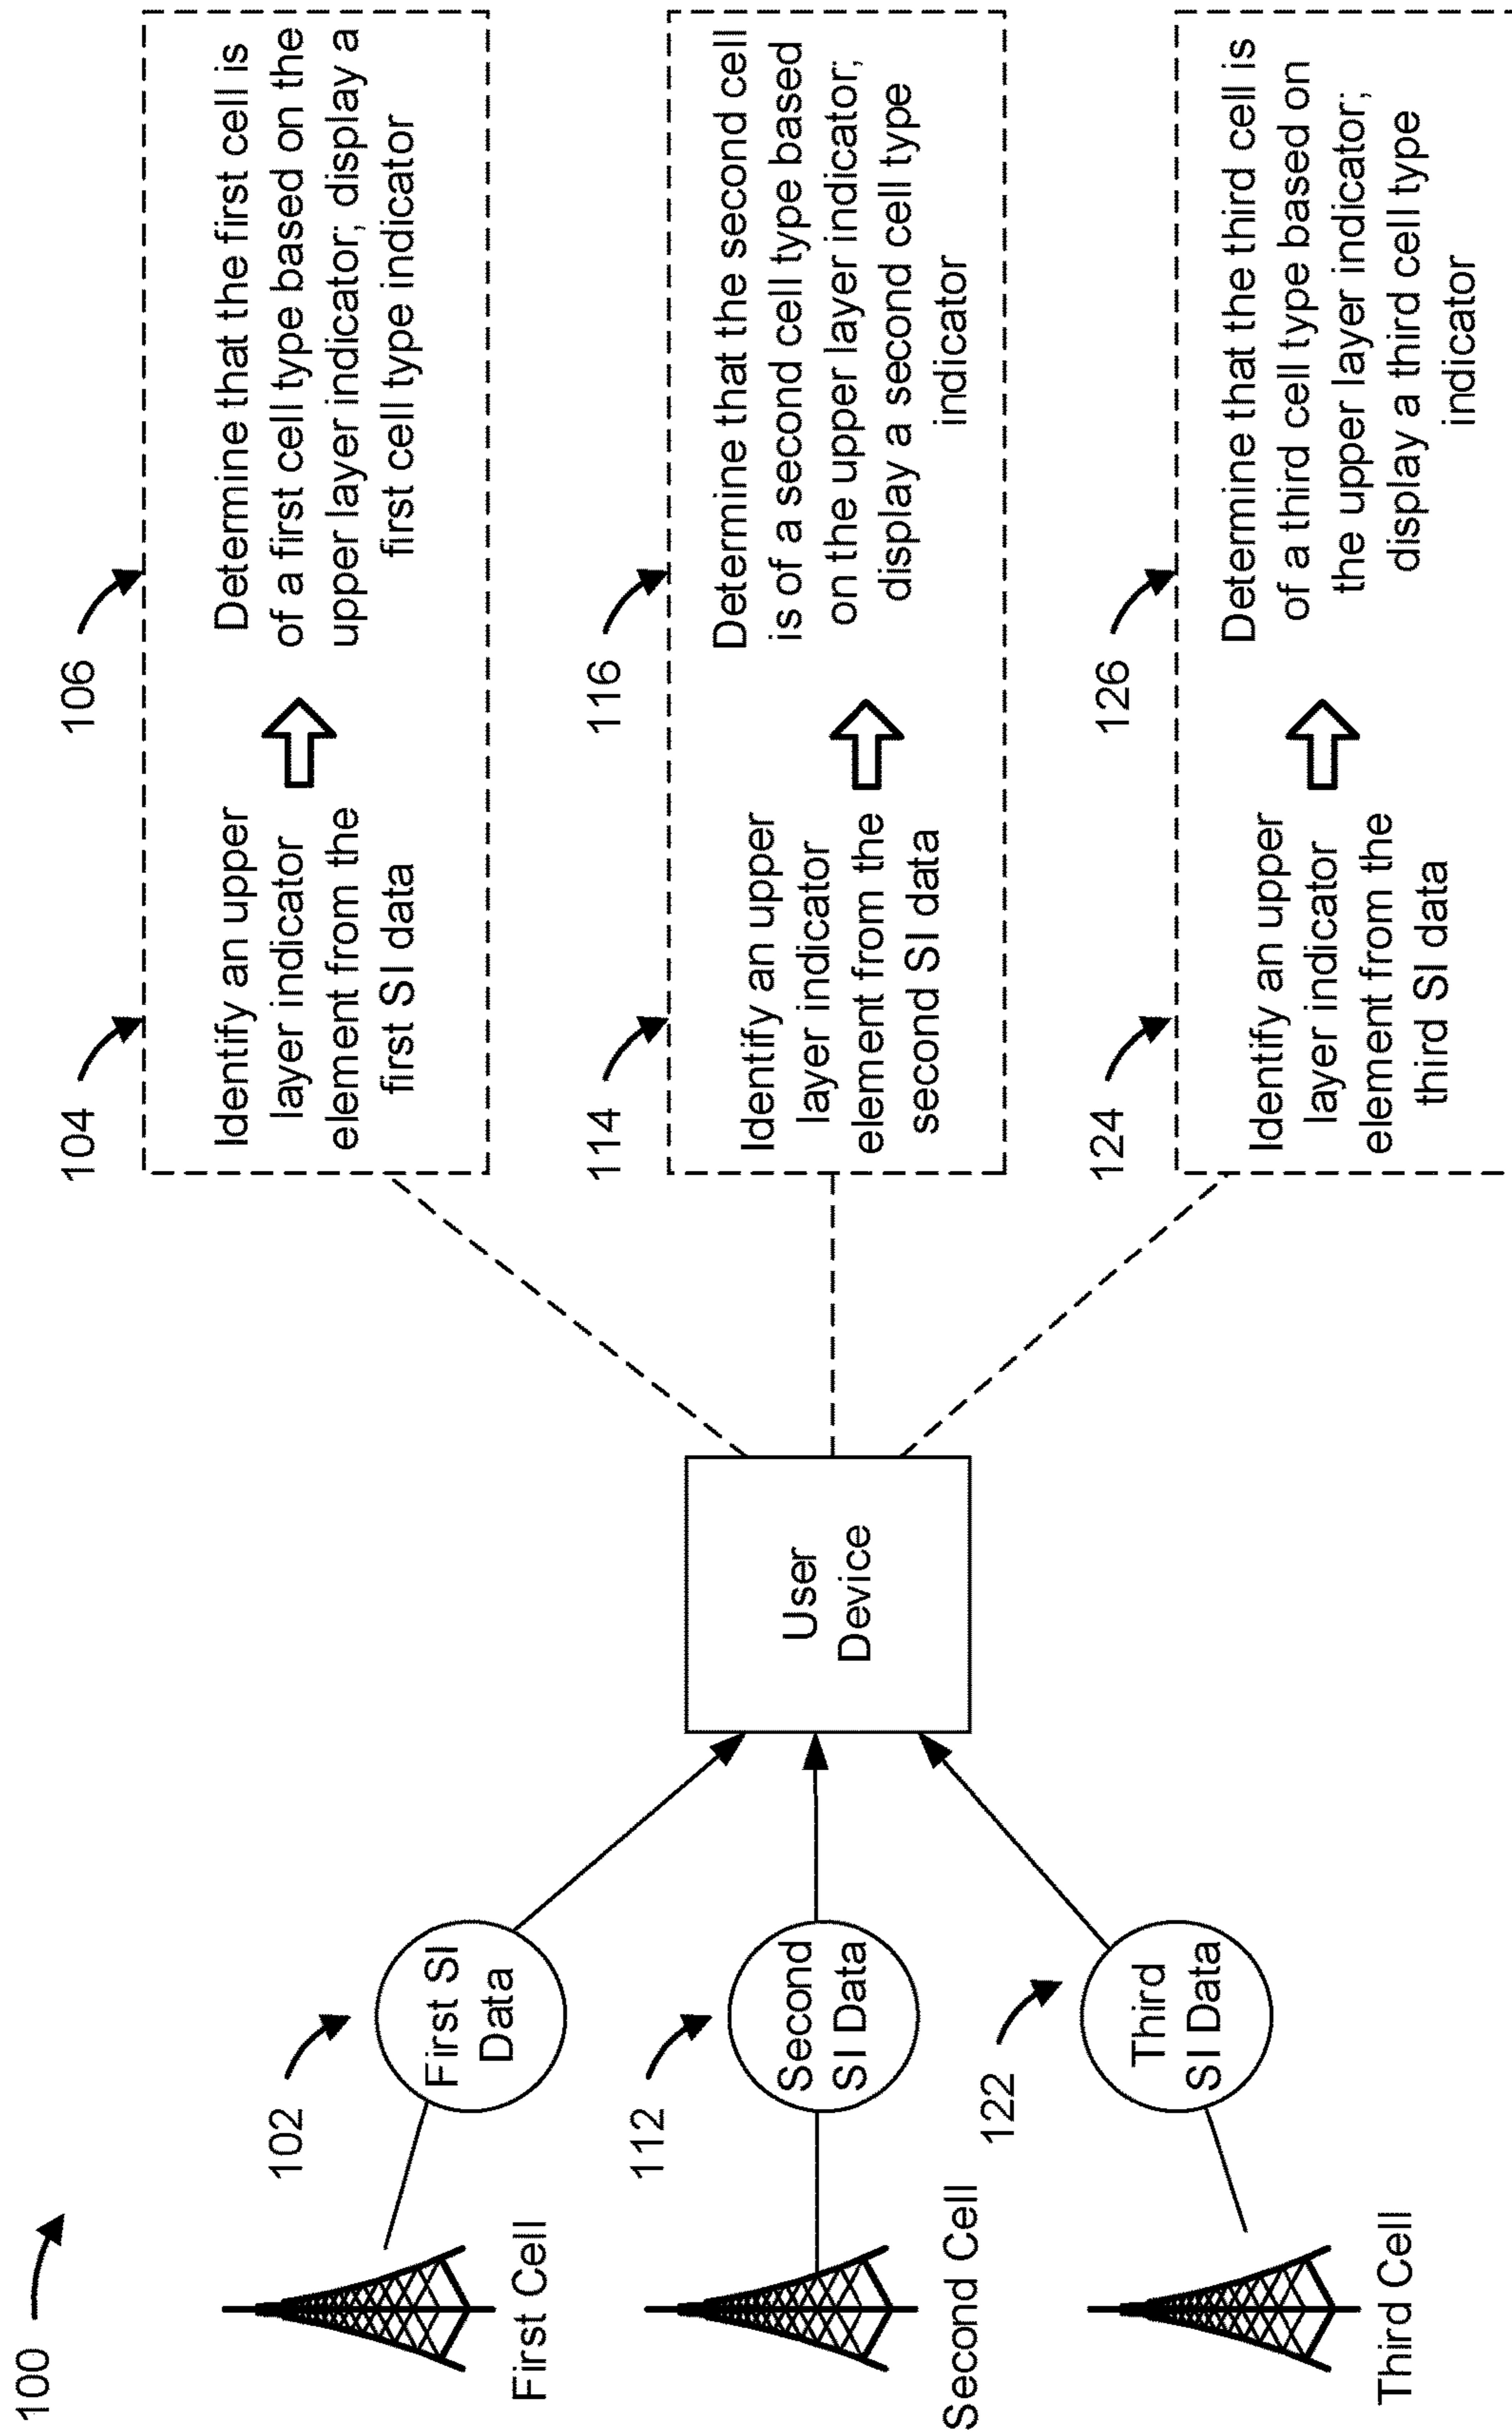 100
102
First SI
Data
First Cell
112
Second
SI Data
Second Cell
122
Third
SI Data
Third Cell
User
Device
104
Identify an upper
layer indicator
element from the
first SI data
106
Determine that the first cell is
of a first cell type based on the
upper layer indicator; display a
first cell type indicator
114
Identify an upper
layer indicator
element from the
second SI data
116
Determine that the second cell
is of a second cell type based
on the upper layer indicator;
display a second cell type
indicator
124
Identify an upper
layer indicator
element from the
third SI data
126
Determine that the third cell is
of a third cell type based on
the upper layer indicator;
display a third cell type
indicator